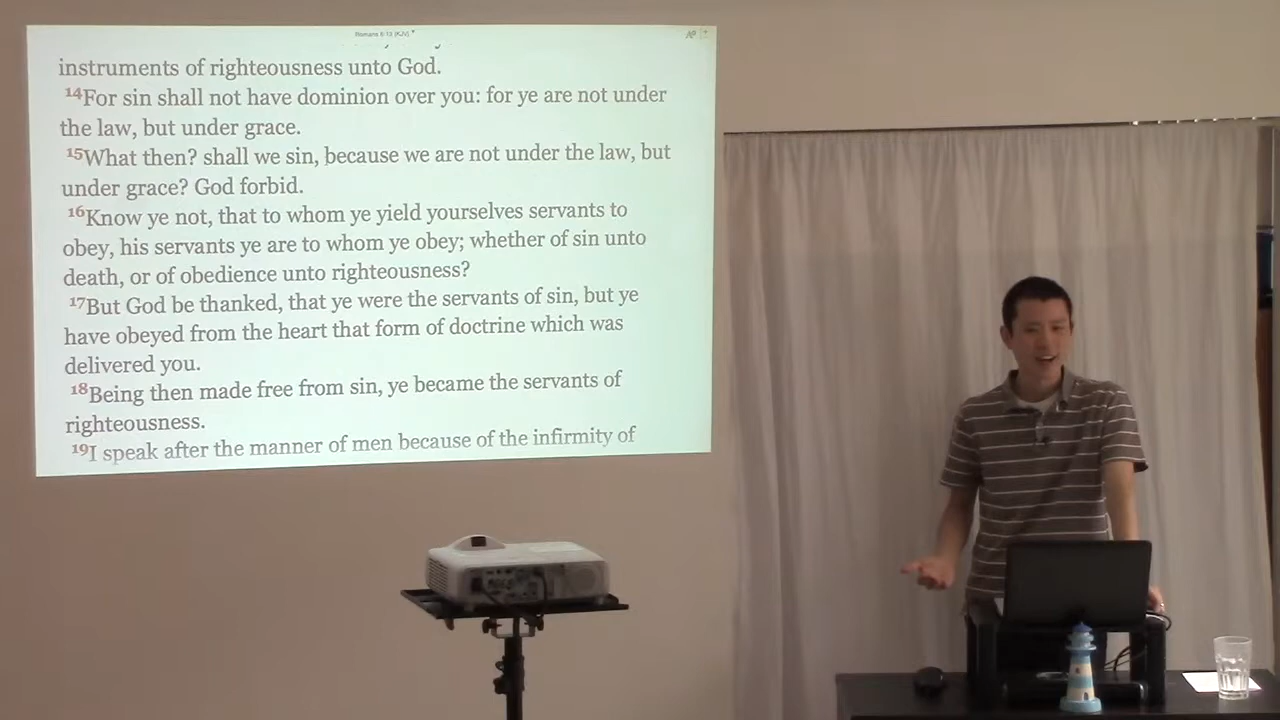 Romans 6:13 (KJV)
instruments of righteousness unto God.
14For sin shall not have dominion over you: for ye are not under
the law, but under grace.
15What then? shall we sin, because we are not under the law, but
under grace? God forbid.
16Know ye not, that to whom ye yield yourselves servants to
obey, his servants ye are to whom ye obey; whether of sin unto
death, or of obedience unto righteousness?
17But God be thanked, that ye were the servants of sin, but ye
have obeyed from the heart that form of doctrine which was
delivered you.
18Being then made free from sin, ye became the servants of
righteousness.
19I speak after the manner of men because of the infirmity of